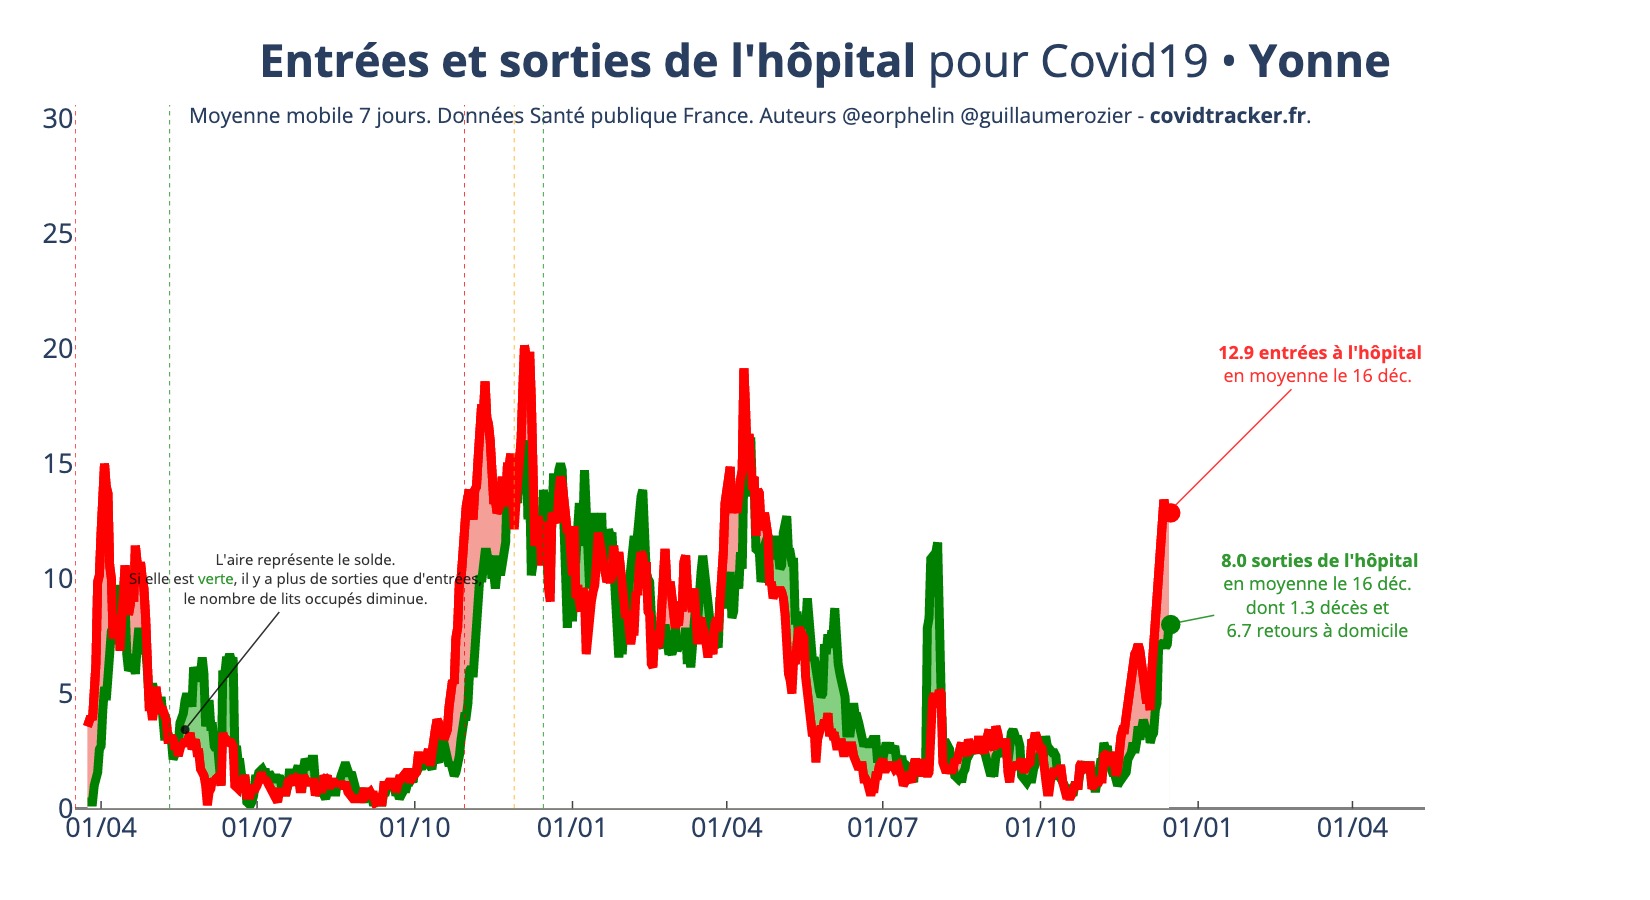 Entrées et sorties de l'hôpital pour Covid19 • Yonne
Moyenne mobile 7 jours. Données Santé publique France. Auteurs @eorphelin @guillaumerozier - covidtracker.fr.
30
25
20
15
10
5
0
12.9 entrées à l'hôpital
en moyenne le 16 déc.
L'aire représente le solde.
Si elle est verte, il y a plus de sorties que d'entrées,
le nombre de lits occupés diminue.
8.0 sorties de l'hôpital
en moyenne le 16 déc.
dont 1.3 décès et
6.7 retours à domicile
01/04 01/07 01/10 01/01 01/04 01/07 01/10 01/01 01/04